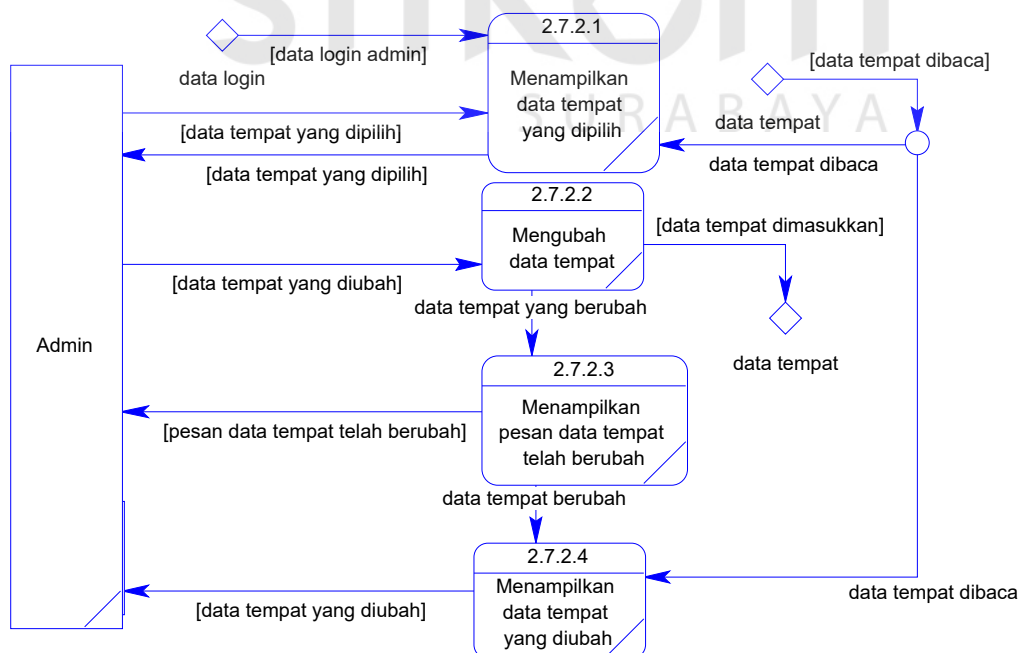 2.7.2.1
[data login admin]
data login
Menampilkan
data tempat
yang dipilih
[data tempat dibaca]
SURABAYA
data tempat
[data tempat yang dipilih]
data tempat dibaca
[data tempat yang dipilih]
2.7.2.2
Mengubah
data tempat
[data tempat dimasukkan]
[data tempat yang diubah]
data tempat yang berubah
Admin
data tempat
2.7.2.3
Menampilkan
pesan data tempat
telah berubah
[pesan data tempat telah berubah]
data tempat berubah
2.7.2.4
Menampilkan
data tempat
yang diubah
data tempat dibaca
[data tempat yang diubah]